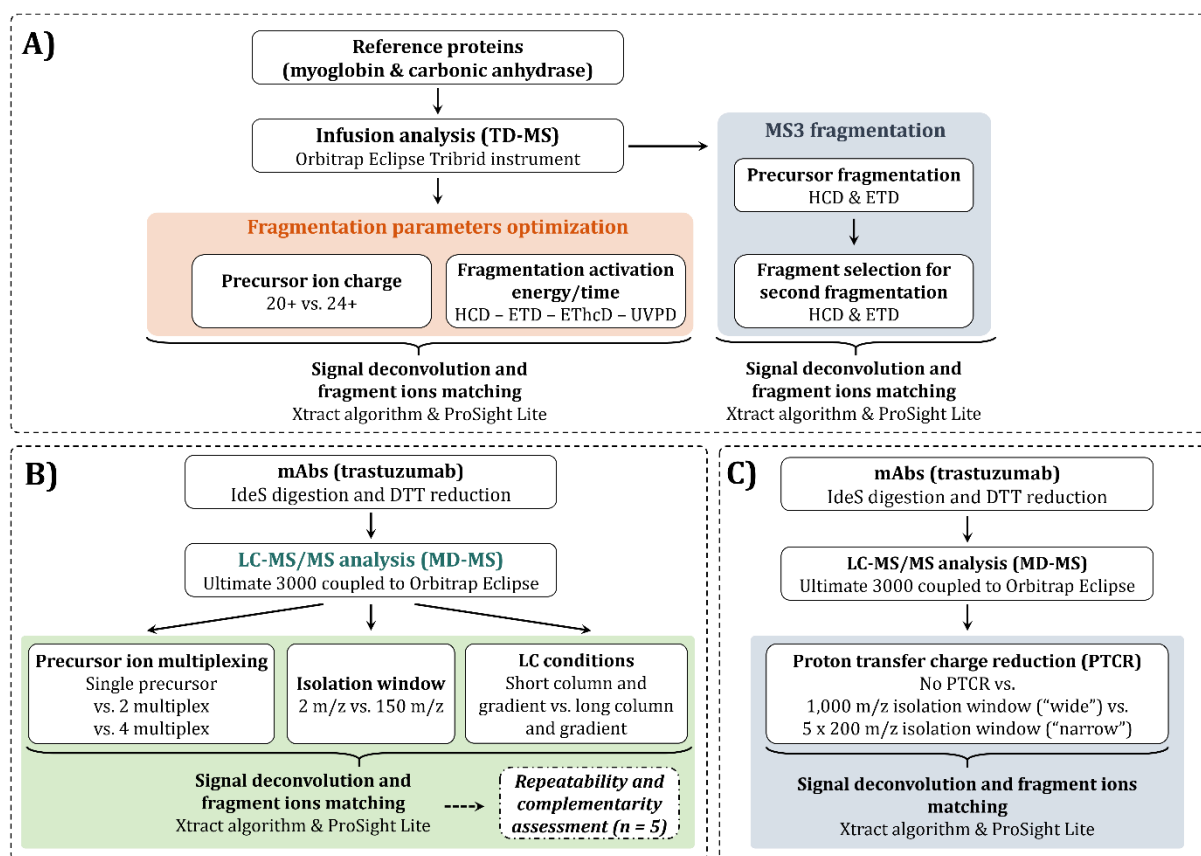 A)
Reference proteins
(myoglobin & carbonic anhydrase)
Infusion analysis (TD-MS)
Orbitrap Eclipse Tribrid instrument
Fragmentation parameters optimization
Precursor ion charge
20+ vs. 24+
Fragmentation activation
energy/time
HCD – ETD – EThcD – UVPD
Signal deconvolution and
fragment ions matching
Xtract algorithm & ProSight Lite
MS3 fragmentation
Precursor fragmentation
HCD & ETD
Fragment selection for
second fragmentation
HCD & ETD
Signal deconvolution and
fragment ions matching
Xtract algorithm & ProSight Lite
B)
mAbs (trastuzumab)
IdeS digestion and DTT reduction
LC-MS/MS analysis (MD-MS)
Ultimate 3000 coupled to Orbitrap Eclipse
Precursor ion multiplexing
Single precursor
vs. 2 multiplex
vs. 4 multiplex
Isolation window
2 m/z vs. 150 m/z
LC conditions
Short column and
gradient vs. long column
and gradient
Signal deconvolution and
fragment ions matching
Xtract algorithm & ProSight Lite
Repeatability and
complementarity
assessment (n = 5)
C)
mAbs (trastuzumab)
IdeS digestion and DTT reduction
LC-MS/MS analysis (MD-MS)
Ultimate 3000 coupled to Orbitrap Eclipse
Proton transfer charge reduction (PTCR)
No PTCR vs.
1,000 m/z isolation window (“wide”) vs.
5 x 200 m/z isolation window (“narrow”)
Signal deconvolution and fragment ions
matching
Xtract algorithm & ProSight Lite